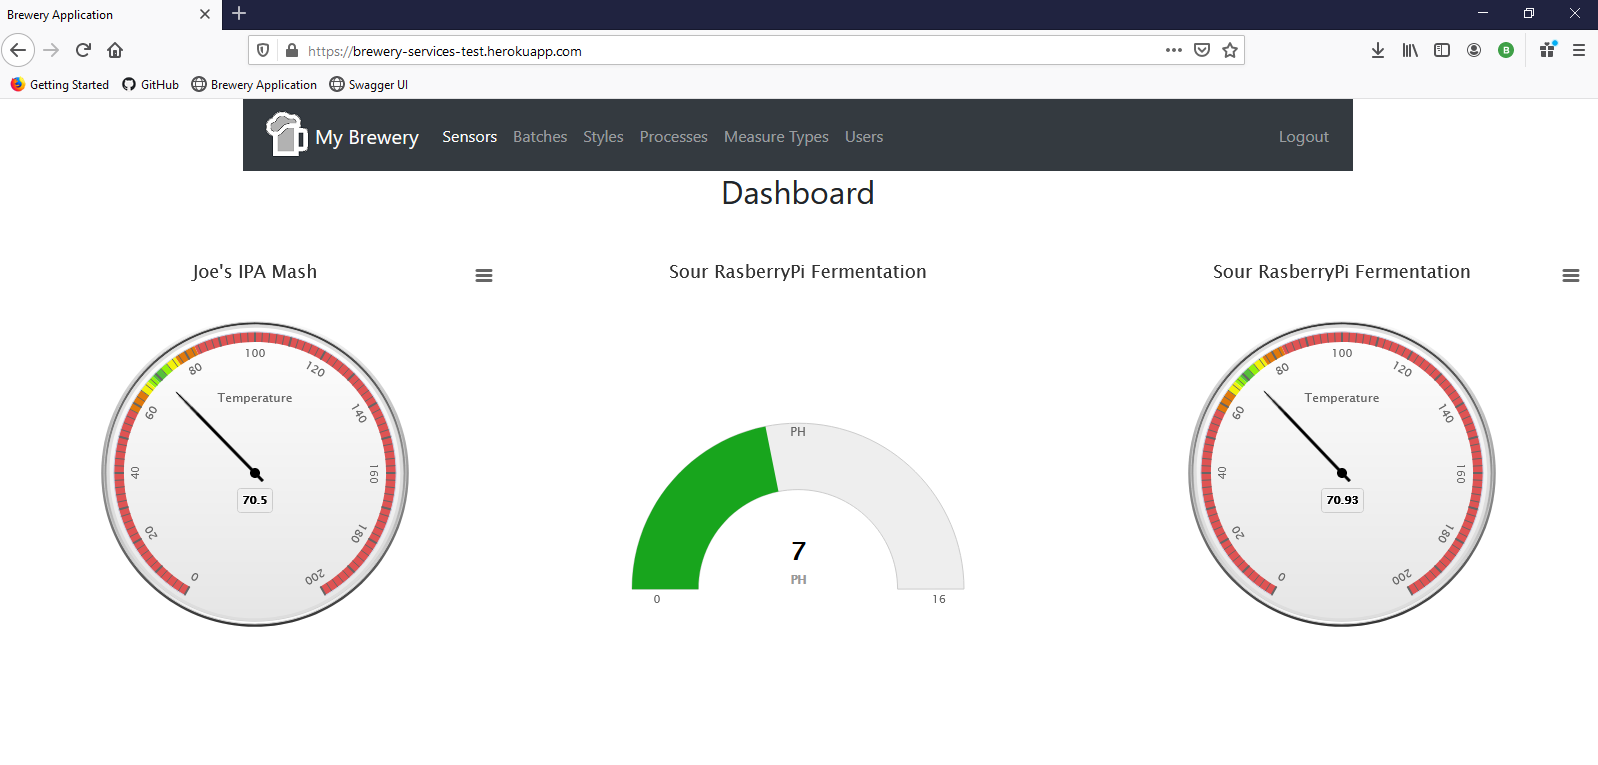 Brewery Application
https://brewery-services-test.herokuapp.com
B
Getting Started GitHub Brewery Application Swagger UI
My Brewery Sensors Batches Styles Processes Measure Types Users Logout
Dashboard
Joe's IPA Mash
0 20 40 60 80 100 120 140 160 180 200
Temperature
70.5
Sour RasberryPi Fermentation
PH
7
PH
0 16
Sour RasberryPi Fermentation
0 20 40 60 80 100 120 140 160 180 200
Temperature
70.93